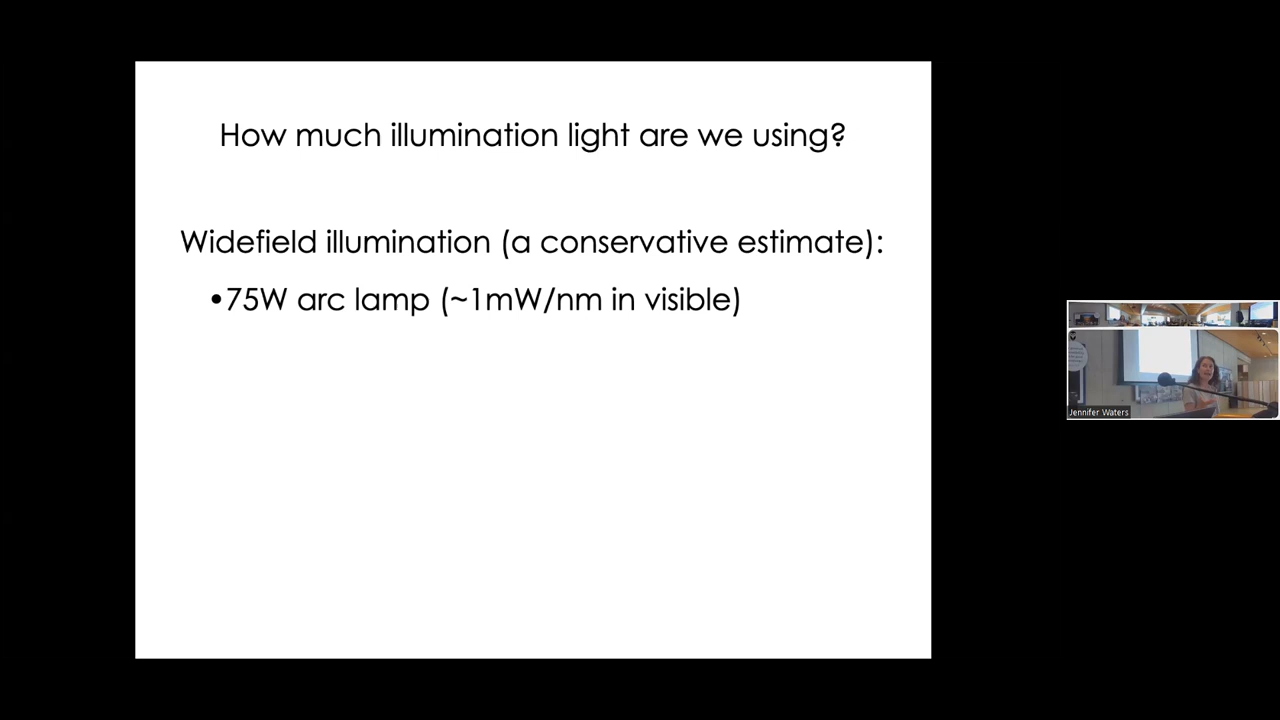 How much illumination light are we using?
Widefield illumination (a conservative estimate):
•75W arc lamp (~1mW/nm in visible)
Jennifer Waters